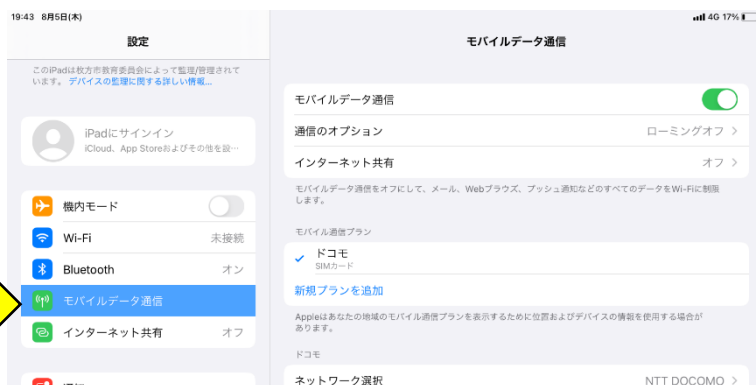 19:43 8月5日(木)
4G 17%
設定
このiPadは枚方市教育委員会によって監理/管理されて
います。デバイスの監理に関する詳しい情報...
iPadにサインイン
iCloud、App Storeおよびその他を設…
機内モード
Wi-Fi 未接続
Bluetooth オン
モバイルデータ通信
インターネット共有 オフ
モバイルデータ通信
モバイルデータ通信
通信のオプション ローミングオフ
インターネット共有 オフ
モバイルデータ通信をオフにして、メール、Webブラウズ、プッシュ通知などのすべてのデータをWi-Fiに制限
します。
モバイル通信プラン
ドコモ
SIMカード
新規プランを追加
Appleはあなたの地域のモバイル通信プランを表示するために位置およびデバイスの情報を使用する場合が
あります。
ドコモ
ネットワーク選択 NTT DOCOMO